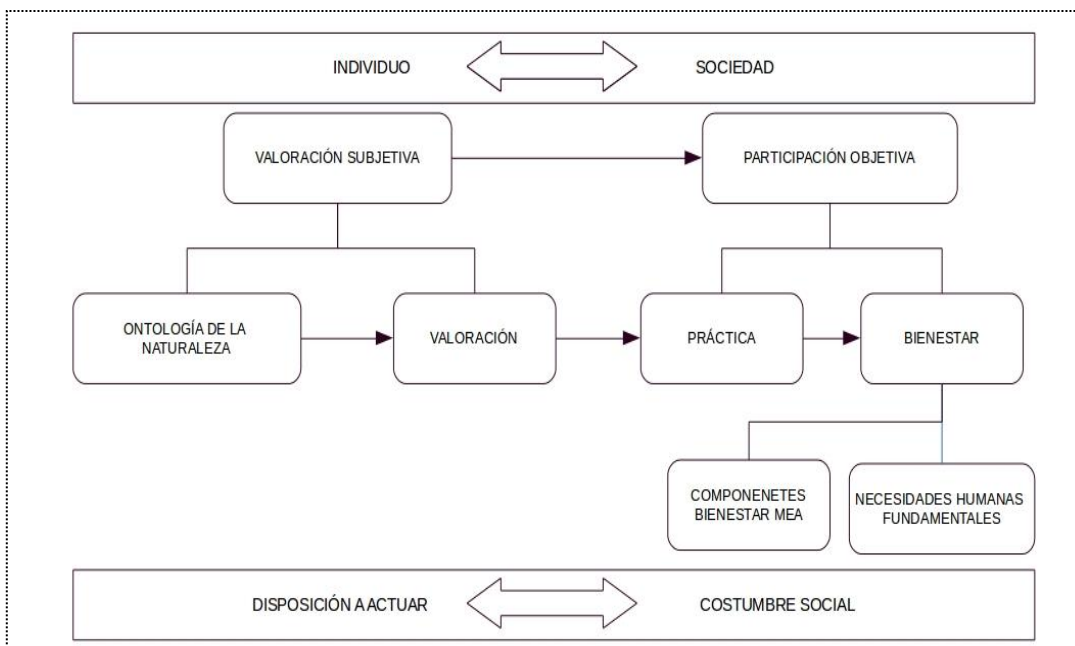 INDIVIDUO SOCIEDAD
VALORACIÓN SUBJETIVA PARTICIPACIÓN OBJETIVA
ONTOLOGÍA DE LA
NATURALEZA
VALORACIÓN
PRÁCTICA
BIENESTAR
COMPONENETES
BIENESTAR MEA
NECESIDADES HUMANAS
FUNDAMENTALES
DISPOSICIÓN A ACTUAR COSTUMBRE SOCIAL